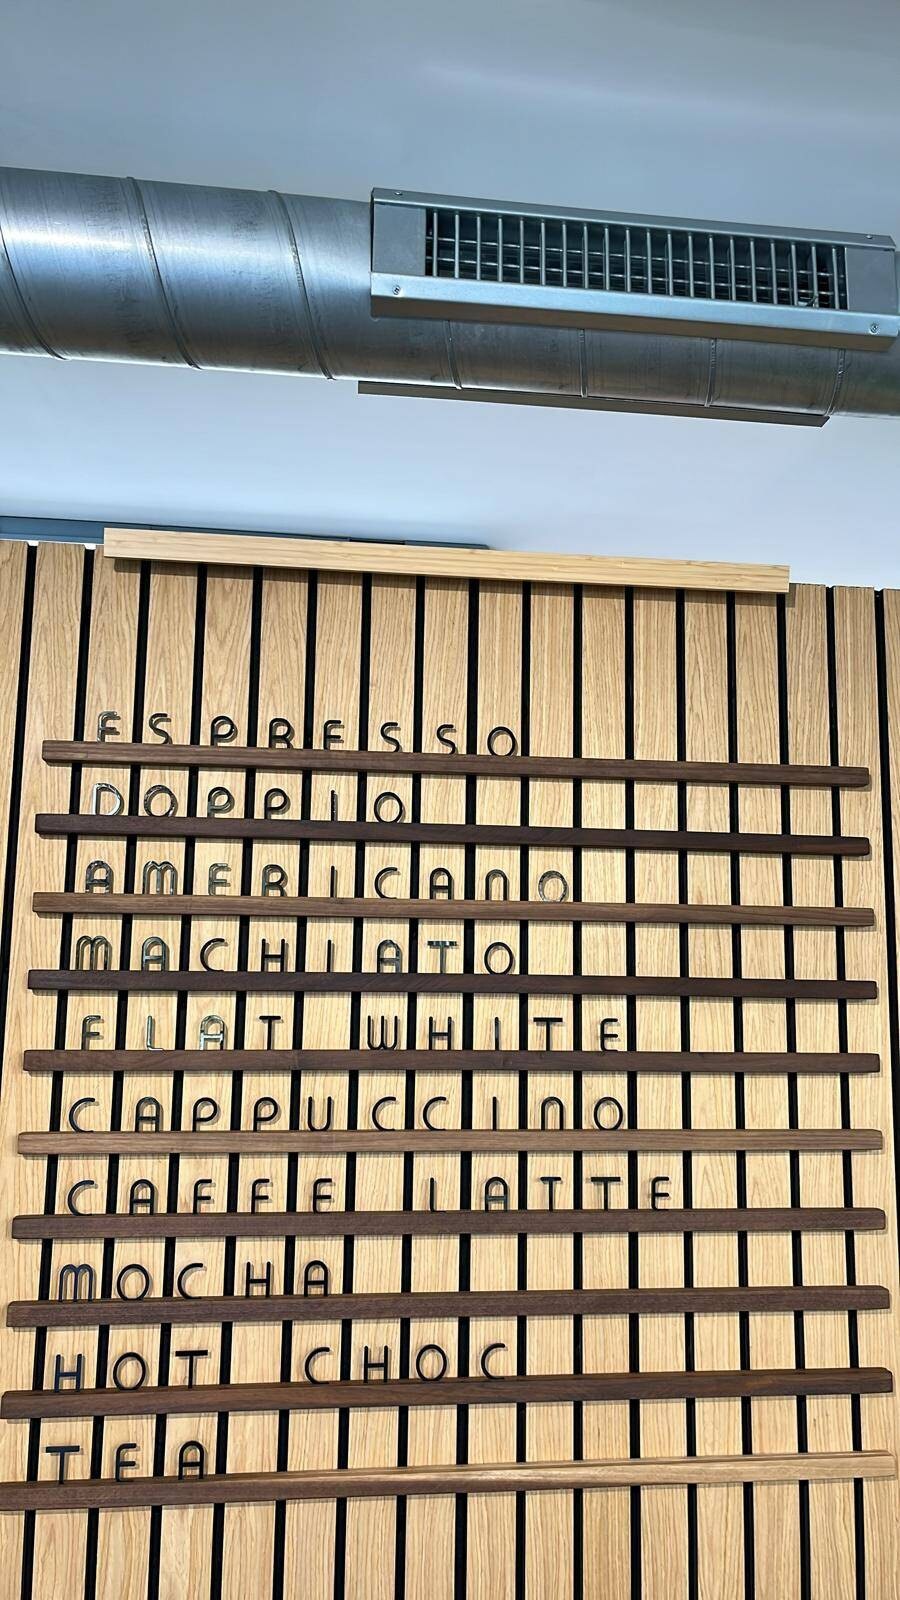 ESPRESSO
DOPPIO
AMERICANO
MACHIATO
FLAT WHITE
CAPPUCCINO
CAFFE LATTE
MOCHA
HOT CHOC
TEA